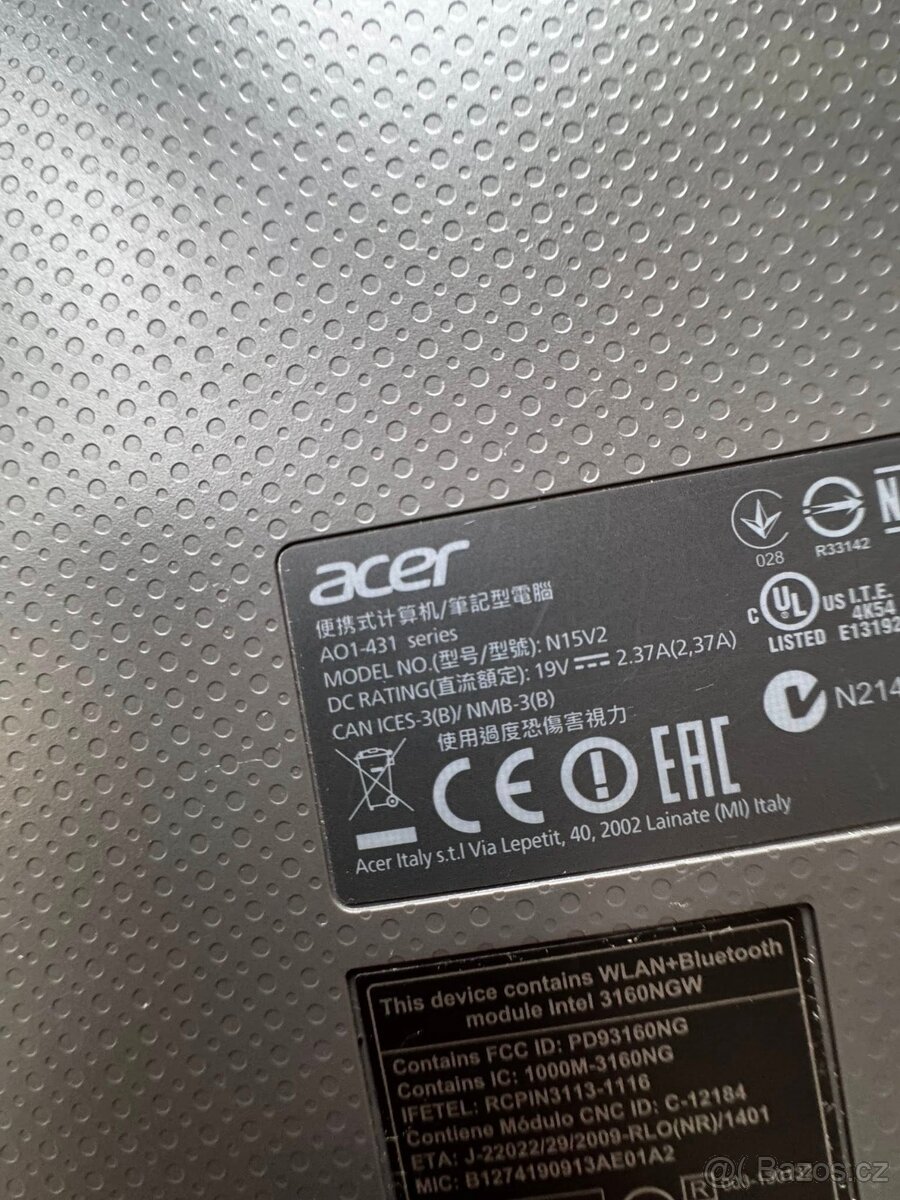 acer
便携式计算机/筆記型電腦
AO1-431 series
MODEL NO.(型号/型號): N15V2
DC RATING(直流額定): 19V 2.37A(2,37A)
CAN ICES-3(B)/ NMB-3(B)
使用過度恐傷害視力
CE
EAC
Acer Italy s.t.l Via Lepetit, 40, 2002 Lainate (MI) Italy
028
R33142
N
C UL US I.T.E.
LISTED 4K54
E13192
N214
This device contains WLAN+Bluetooth
module Intel 3160NGW
Contains FCC ID: PD93160NG
Contains IC: 1000M-3160NG
IFETEL: RCPIN3113-1116
Contiene Módulo CNC ID: C-12184
ETA: J-22022/29/2009-RLO(NR)/1401
MIC: B1274190913AE01A2
R
@( Bazos.cz